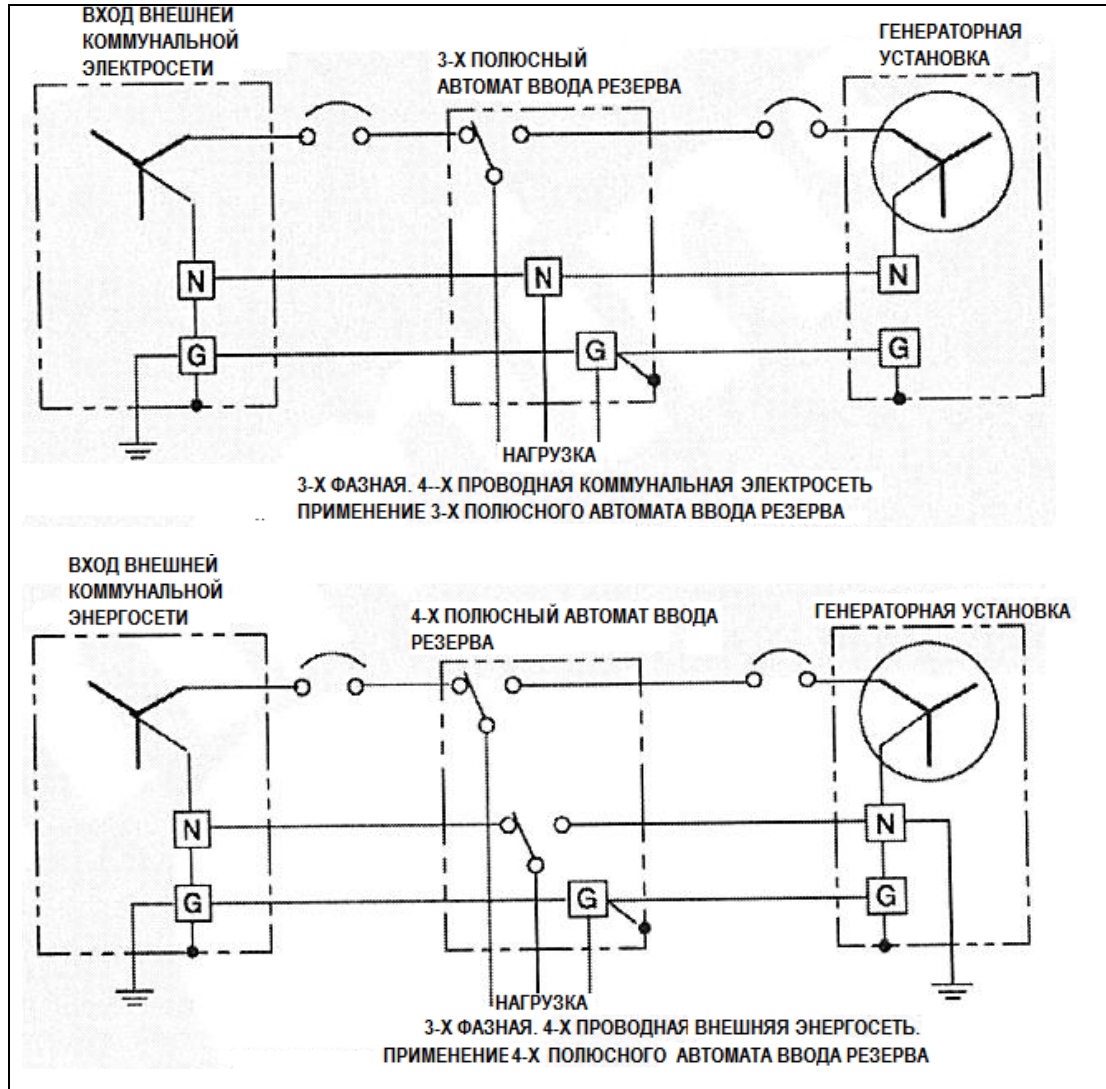 ВХОД ВНЕШНЕЙ
КОММУНАЛЬНОЙ
ЭЛЕКТРОСЕТИ
3-Х ПОЛЮСНЫЙ
АВТОМАТ ВВОДА РЕЗЕРВА
ГЕНЕРАТОРНАЯ
УСТАНОВКА
N
N
N
G
G
G
НАГРУЗКА
3-Х ФАЗНАЯ. 4--Х ПРОВОДНАЯ КОММУНАЛЬНАЯ ЭЛЕКТРОСЕТЬ
ПРИМЕНЕНИЕ 3-Х ПОЛЮСНОГО АВТОМАТА ВВОДА РЕЗЕРВА
ВХОД ВНЕШНЕЙ
КОММУНАЛЬНОЙ
ЭНЕРГОСЕТИ
4-Х ПОЛЮСНЫЙ АВТОМАТ ВВОДА
РЕЗЕРВА
ГЕНЕРАТОРНАЯ УСТАНОВКА
N
N
G
G
G
НАГРУЗКА
3-Х ФАЗНАЯ. 4-Х ПРОВОДНАЯ ВНЕШНЯЯ ЭНЕРГОСЕТЬ.
ПРИМЕНЕНИЕ 4-Х ПОЛЮСНОГО АВТОМАТА ВВОДА РЕЗЕРВА